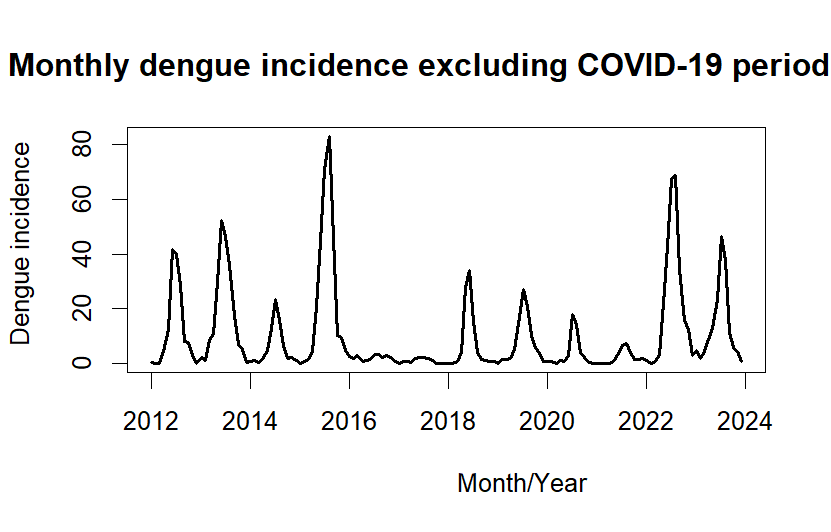 Monthly dengue incidence excluding COVID-19 period
Dengue incidence
80
60
40
20
0
2012 2014 2016 2018 2020 2022 2024
Month/Year